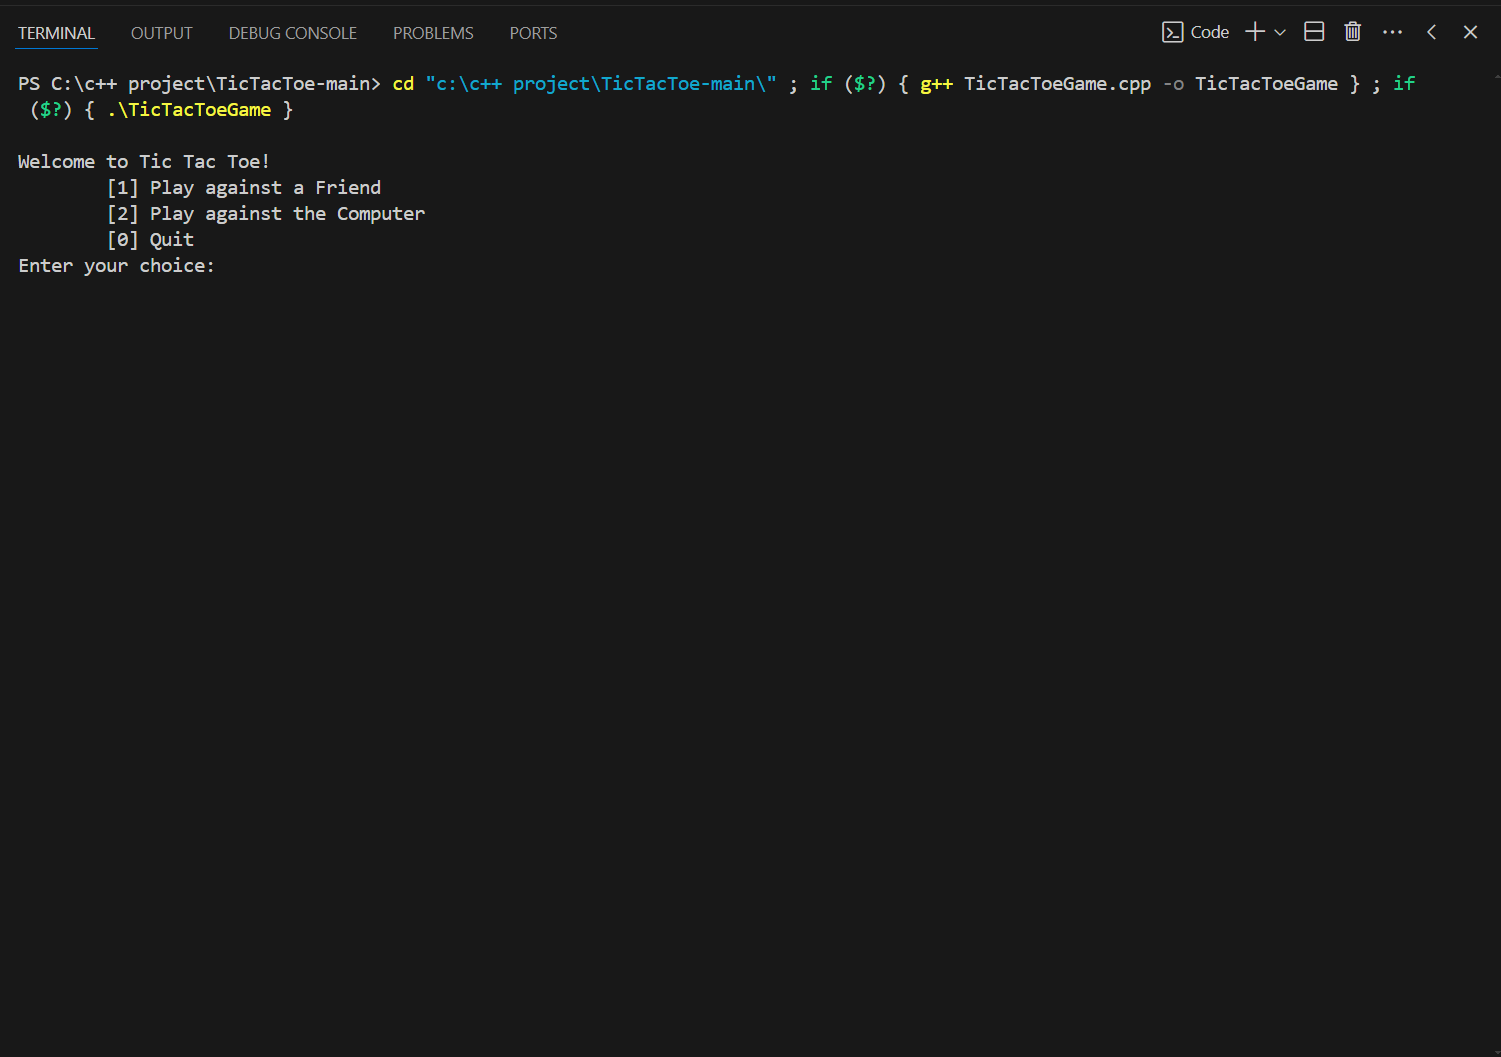 TERMINAL OUTPUT DEBUG CONSOLE PROBLEMS PORTS Code
PS C:\c++ project\TicTacToe-main> cd "c:\c++ project\TicTacToe-main\" ; if ($?) { g++ TicTacToeGame.cpp -o TicTacToeGame } ; if
($?) { .\TicTacToeGame }
Welcome to Tic Tac Toe!
[1] Play against a Friend
[2] Play against the Computer
[0] Quit
Enter your choice: